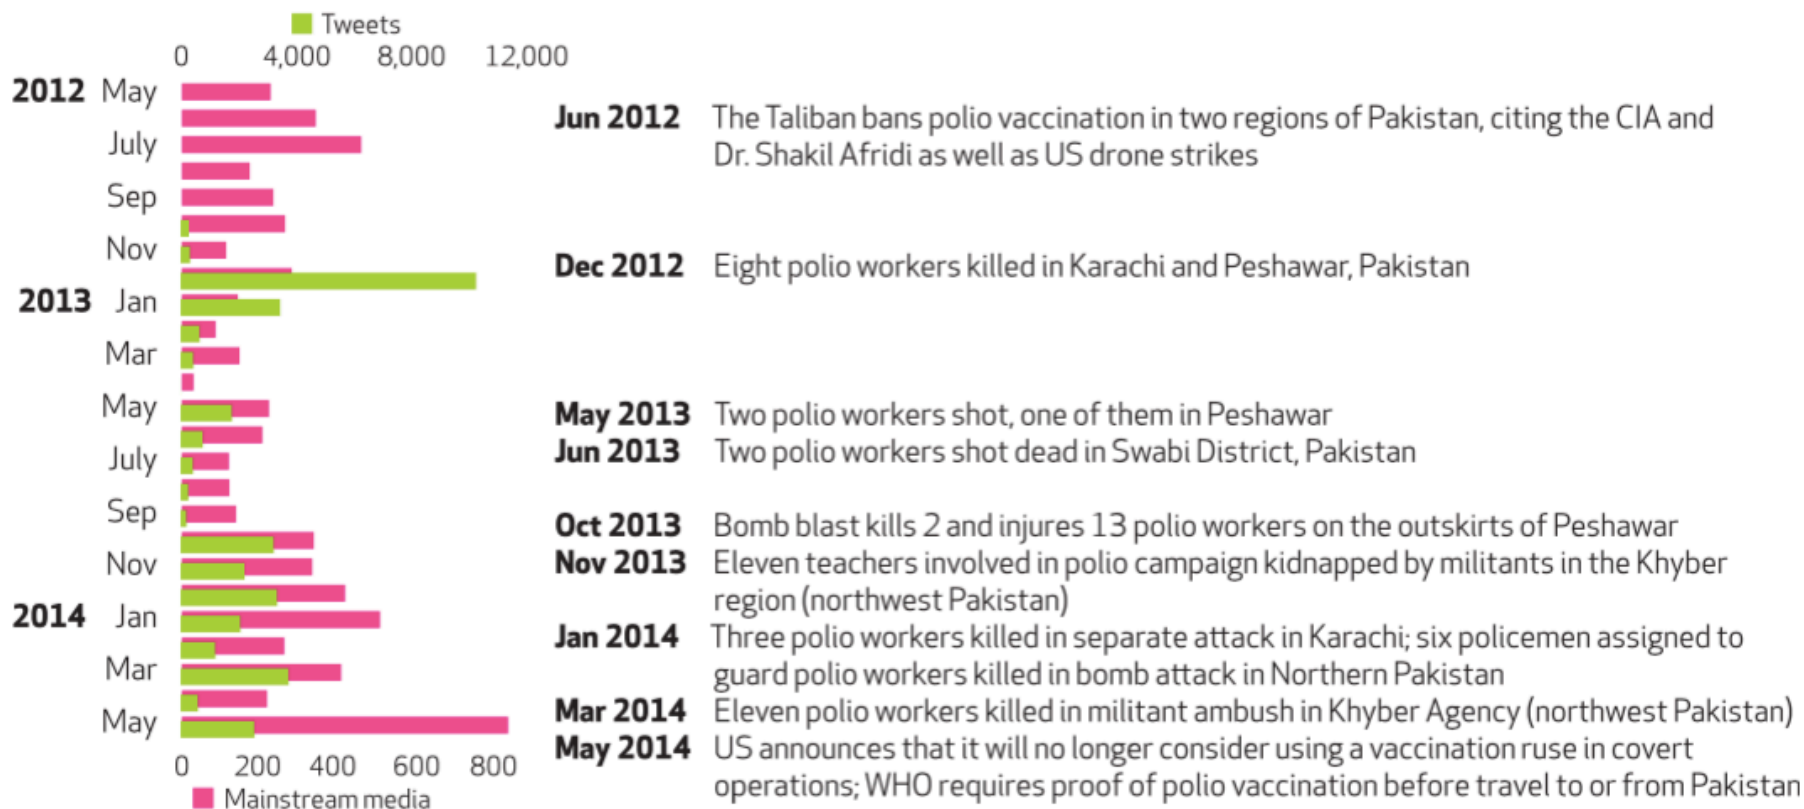 Tweets
0 4,000 8,000 12,000
2012 May
July
Sep
Nov
2013 Jan
Mar
May
July
Sep
Nov
2014 Jan
Mar
May
0 200 400 600 800
Mainstream media
Jun 2012 The Taliban bans polio vaccination in two regions of Pakistan, citing the CIA and
Dr. Shakil Afridi as well as US drone strikes
Dec 2012 Eight polio workers killed in Karachi and Peshawar, Pakistan
May 2013 Two polio workers shot, one of them in Peshawar
Jun 2013 Two polio workers shot dead in Swabi District, Pakistan
Oct 2013 Bomb blast kills 2 and injures 13 polio workers on the outskirts of Peshawar
Nov 2013 Eleven teachers involved in polio campaign kidnapped by militants in the Khyber
region (northwest Pakistan)
Jan 2014 Three polio workers killed in separate attack in Karachi; six policemen assigned to
guard polio workers killed in bomb attack in Northern Pakistan
Mar 2014 Eleven polio workers killed in militant ambush in Khyber Agency (northwest Pakistan)
May 2014 US announces that it will no longer consider using a vaccination ruse in covert
operations; WHO requires proof of polio vaccination before travel to or from Pakistan